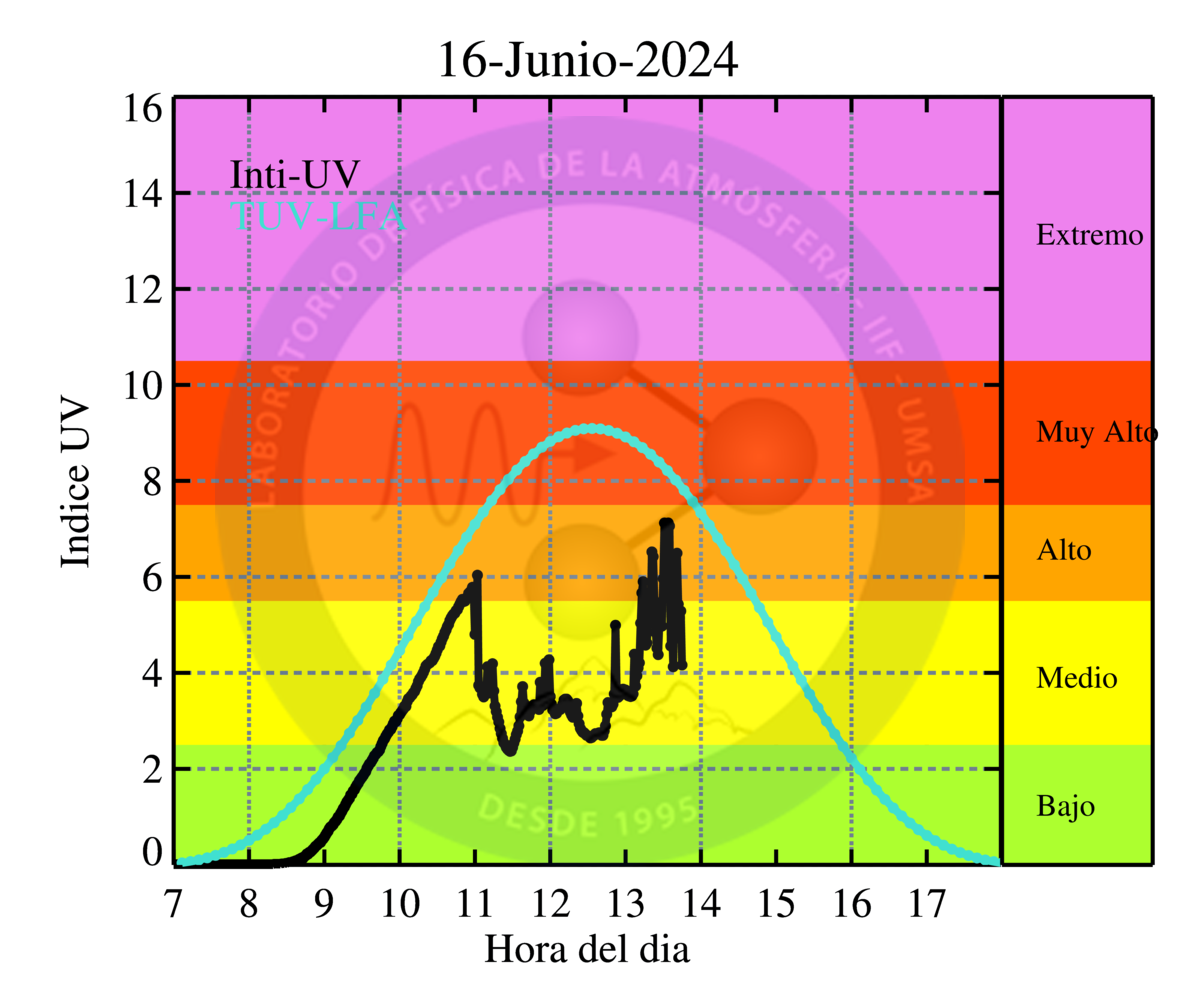 16-Junio-2024
Inti-UV
TUV-LFA
LABORATORIO DE FÍSICA DE LA ATMÓSFERA - IIF - UMSA
DESDE 1995
Indice UV
16
14
12
10
8
6
4
2
0
Extremo
Muy Alto
Alto
Medio
Bajo
7 8 9 10 11 12 13 14 15 16 17
Hora del dia